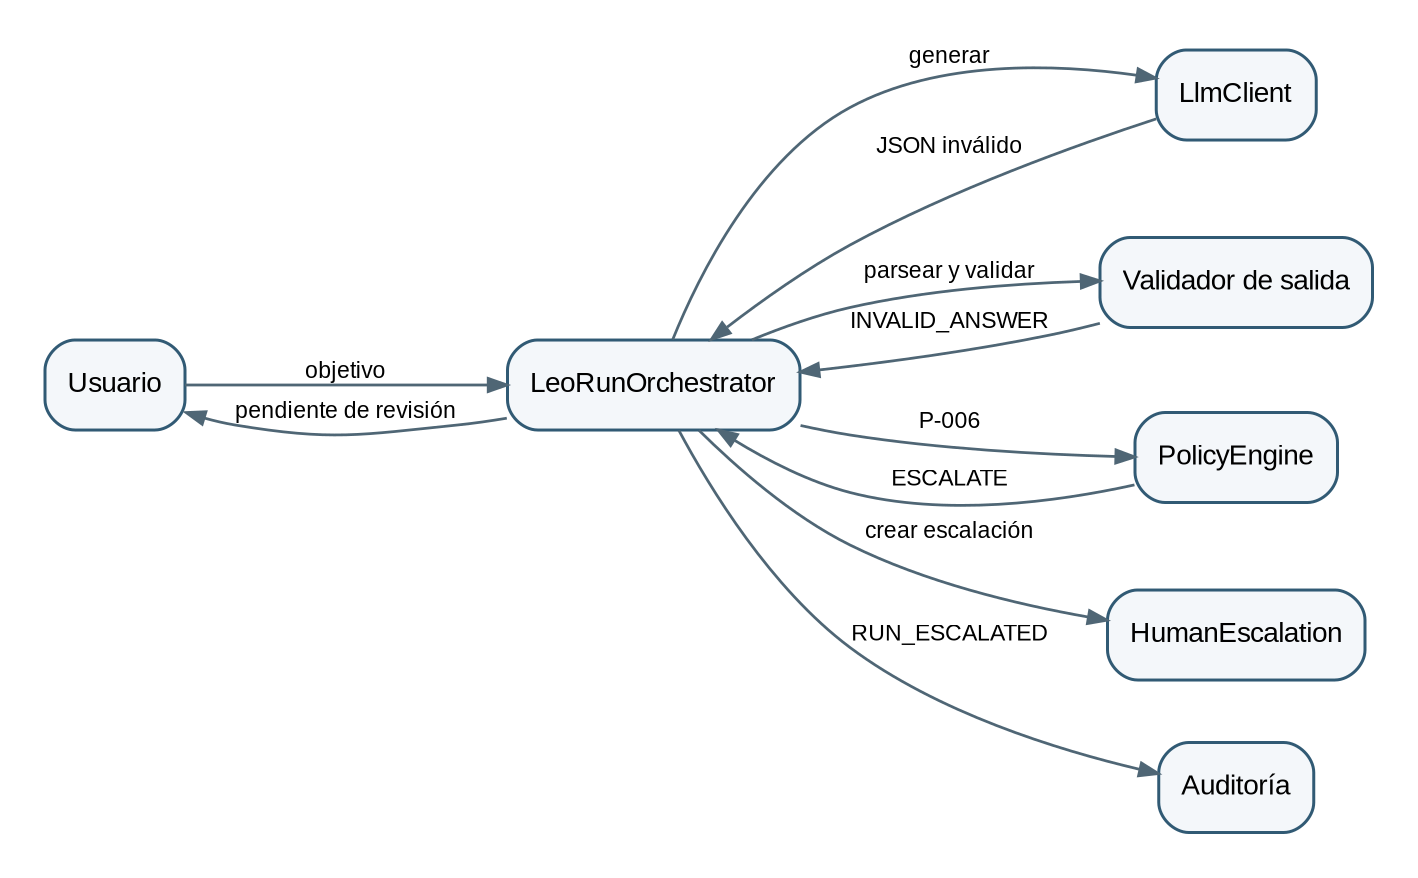 generar
LlmClient
JSON inválido
parsear y validar
Validador de salida
INVALID_ANSWER
objetivo
Usuario
LeoRunOrchestrator
pendiente de revisión
P-006
PolicyEngine
ESCALATE
crear escalación
HumanEscalation
RUN_ESCALATED
Auditoría